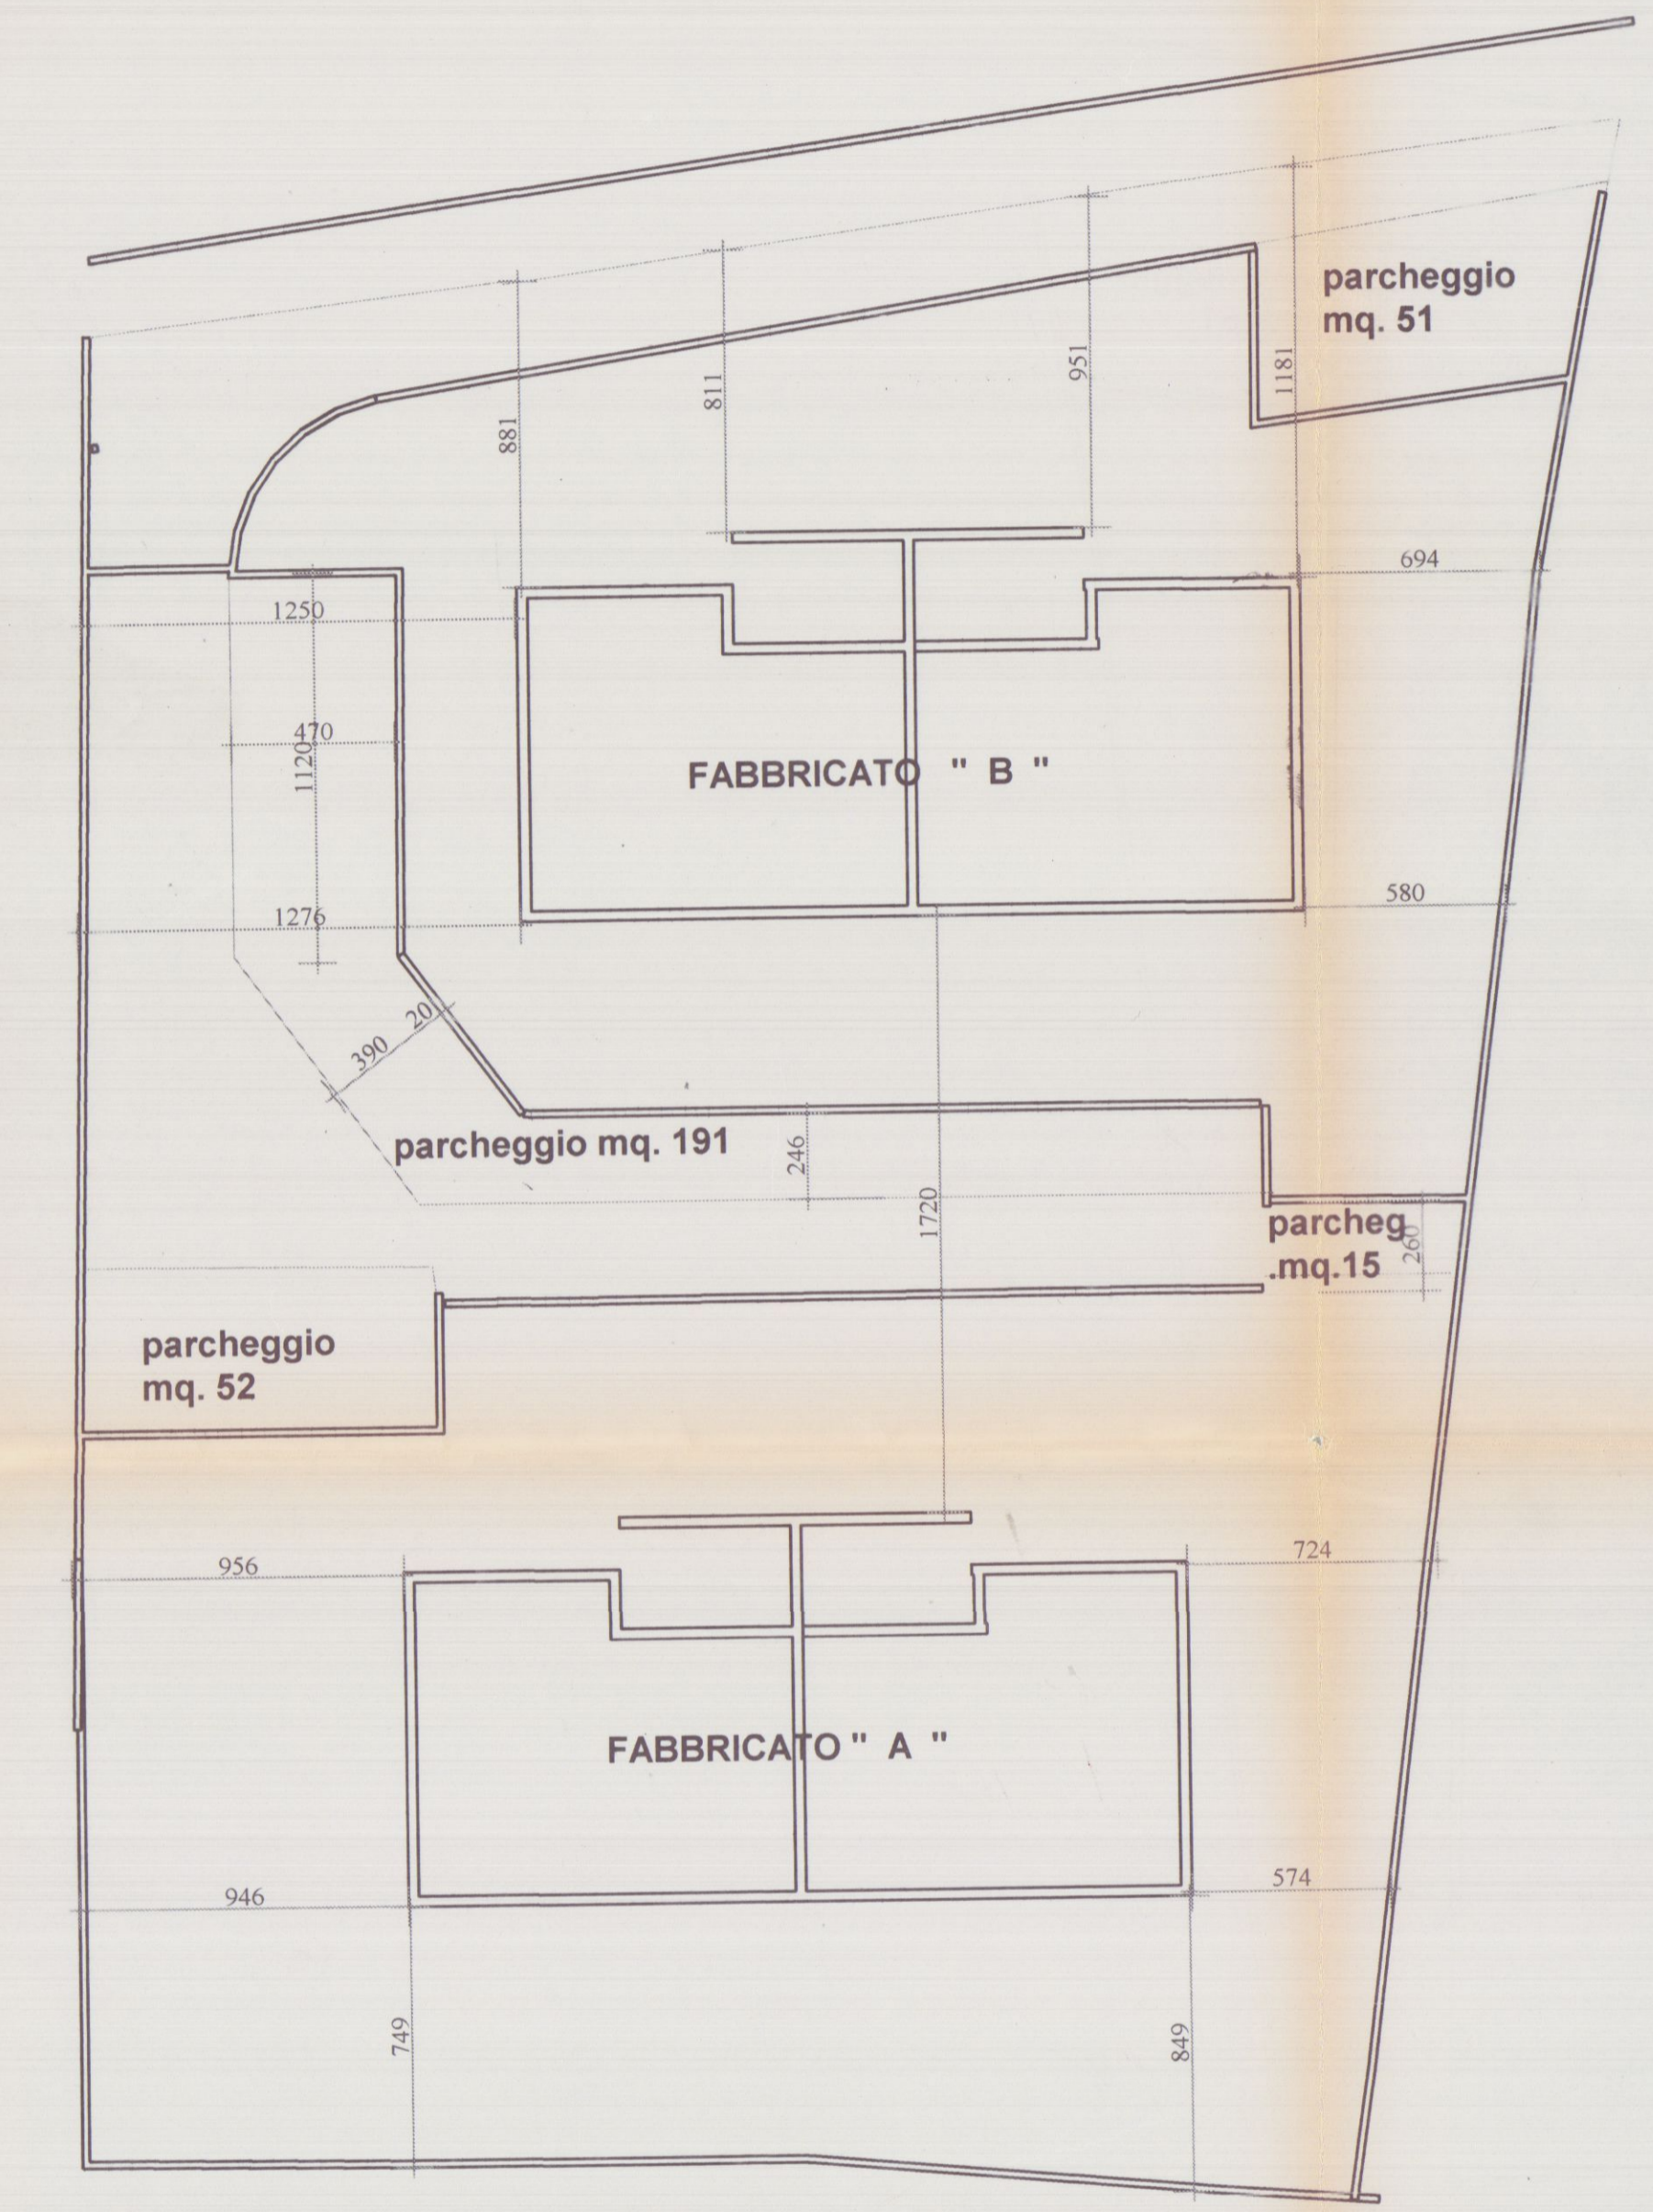 parcheggio
mq. 51
951
1181
811
881
694
1250
470
1120
FABBRICATO " B "
580
1276
20
390
parcheggio mq. 191
246
1720
parcheg
.mq.15
260
parcheggio
mq. 52
956
724
FABBRICATO " A "
574
946
749
849